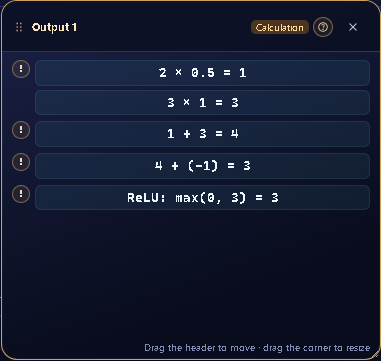 Output 1
Calculation ?
! 2 × 0.5 = 1
3 × 1 = 3
! 1 + 3 = 4
! 4 + (-1) = 3
! ReLU: max(0, 3) = 3
Drag the header to move · drag the corner to resize